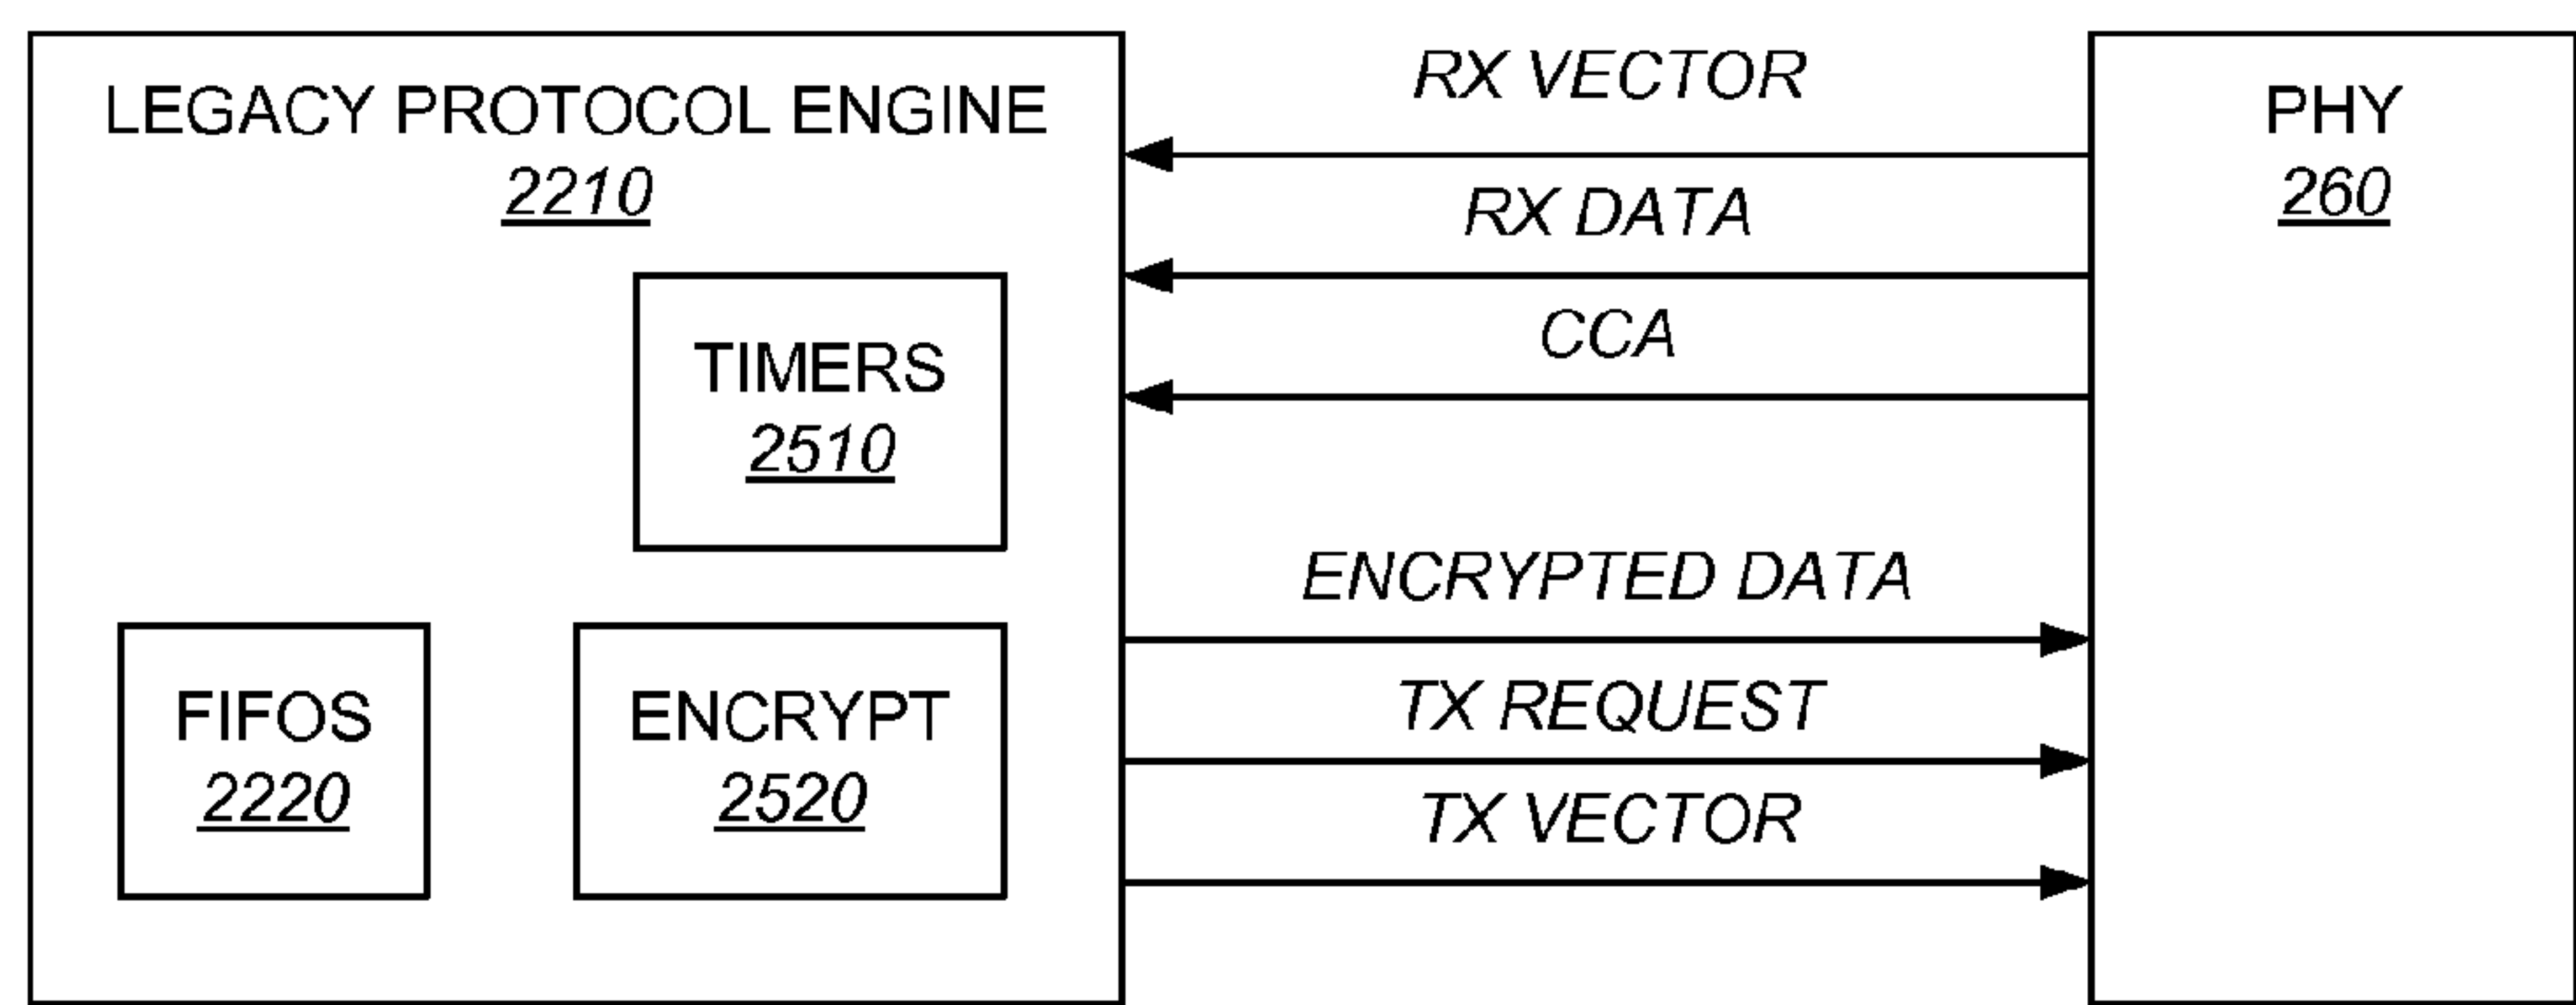 LEGACY PROTOCOL ENGINE
2210
TIMERS
2510
FIFOS
2220
ENCRYPT
2520
RX VECTOR
RX DATA
CCA
ENCRYPTED DATA
TX REQUEST
TX VECTOR
PHY
260